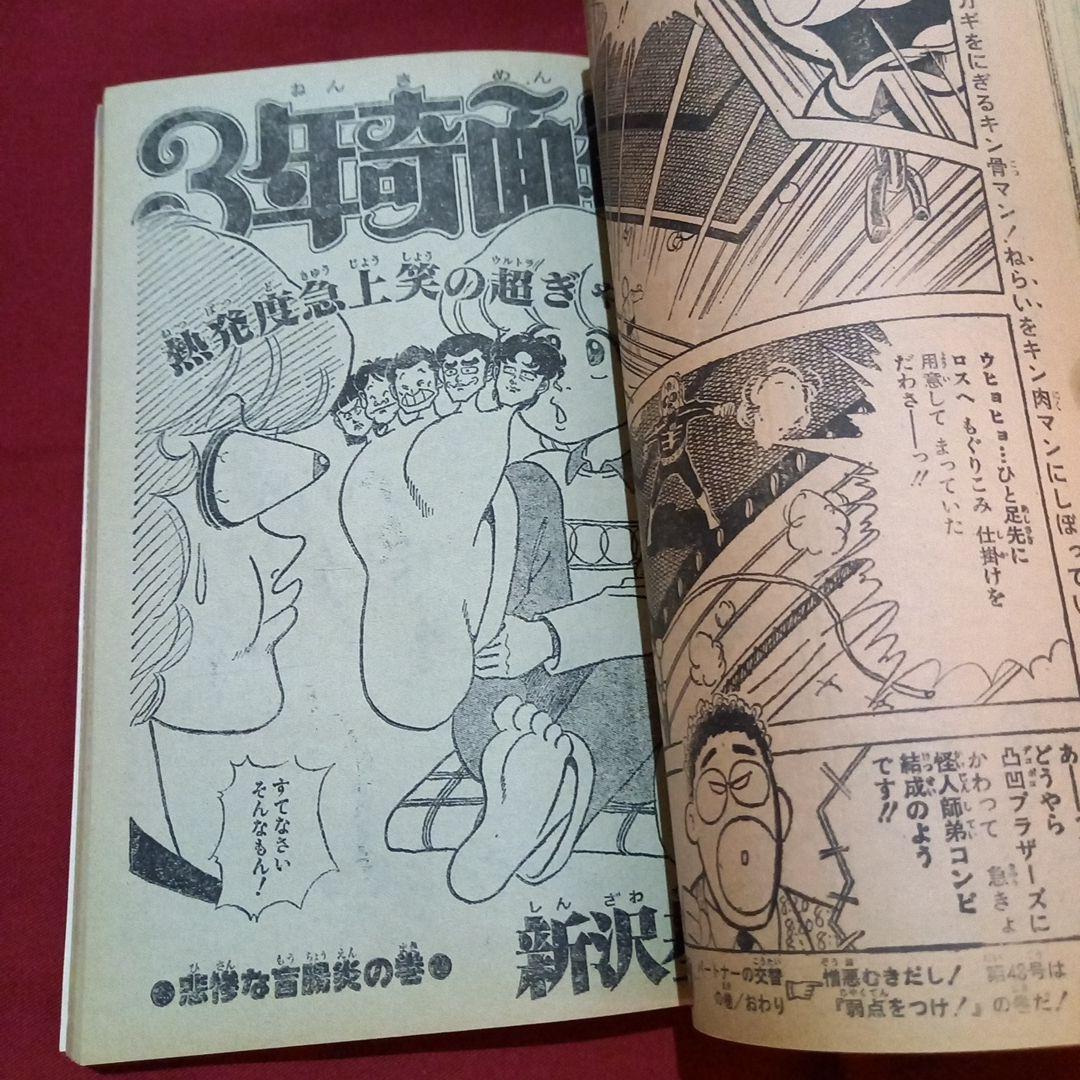 ガギをにぎるキン骨マン！ねらいをキン肉マンにしぼってい
ウヒョヒョ…ひと足先に
ロスへ もぐりこみ 仕掛けを
用意して まっていた
だわさーーっ!!
あー
どうやら
凸凹ブラザーズに
かわって 急きょ
怪人師弟コンビ
結成のよう
です!!
パートナーの交替
の巻/おわり
憎悪むきだし！ 第43号は
『弱点をつけ！』の巻だ！
3年奇面
熱発度急上笑の超ぎゃ
すてなさい
そんなもん！
新沢
●悲惨な盲腸炎の巻●